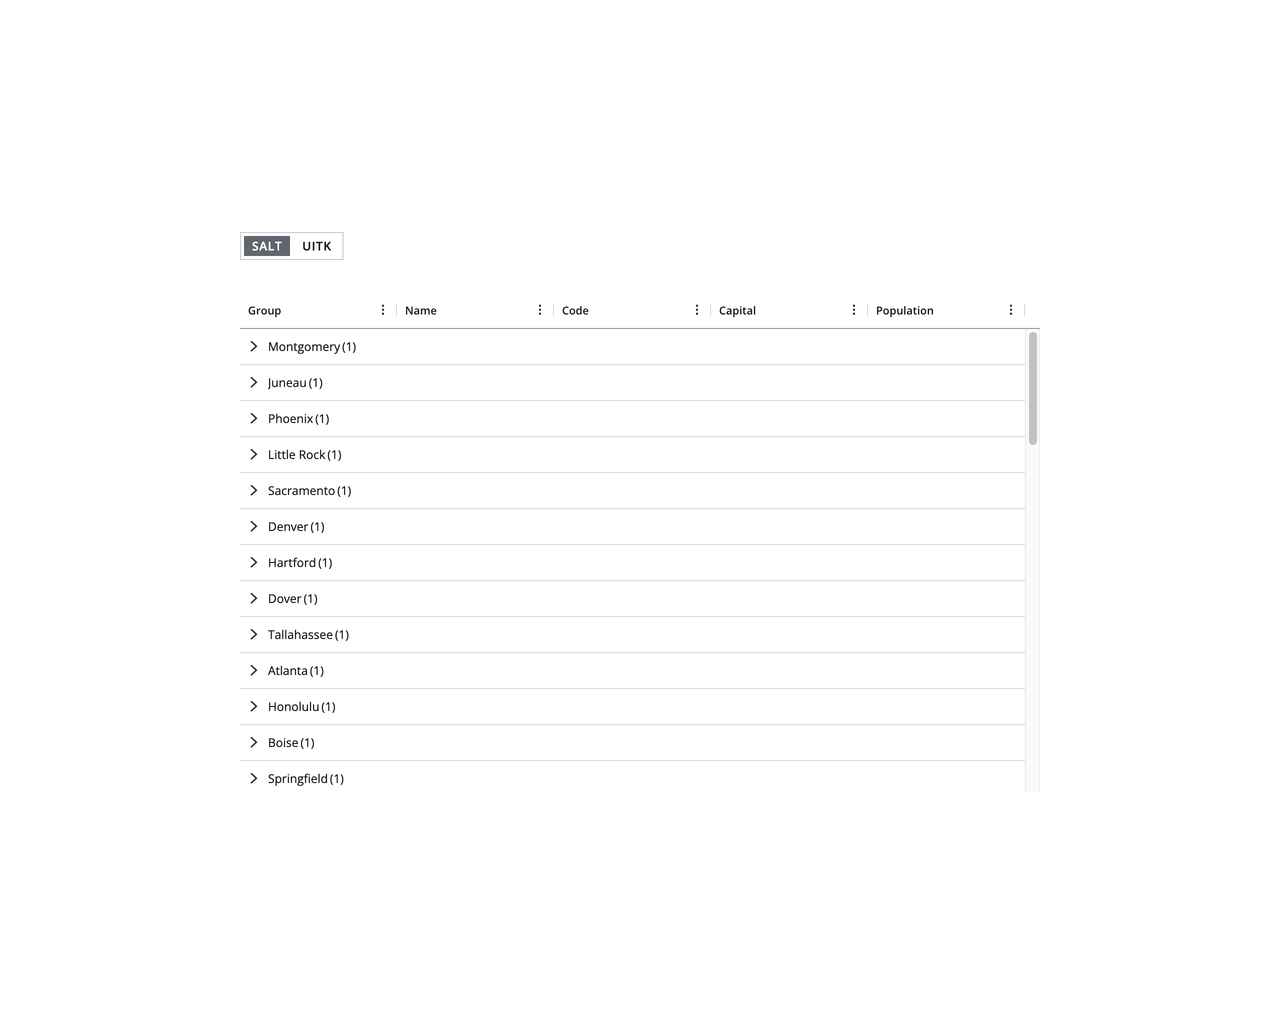 SALT UITK
Group Name Code Capital Population
Montgomery (1)
Juneau (1)
Phoenix (1)
Little Rock (1)
Sacramento (1)
Denver (1)
Hartford (1)
Dover (1)
Tallahassee (1)
Atlanta (1)
Honolulu (1)
Boise (1)
Springfield (1)